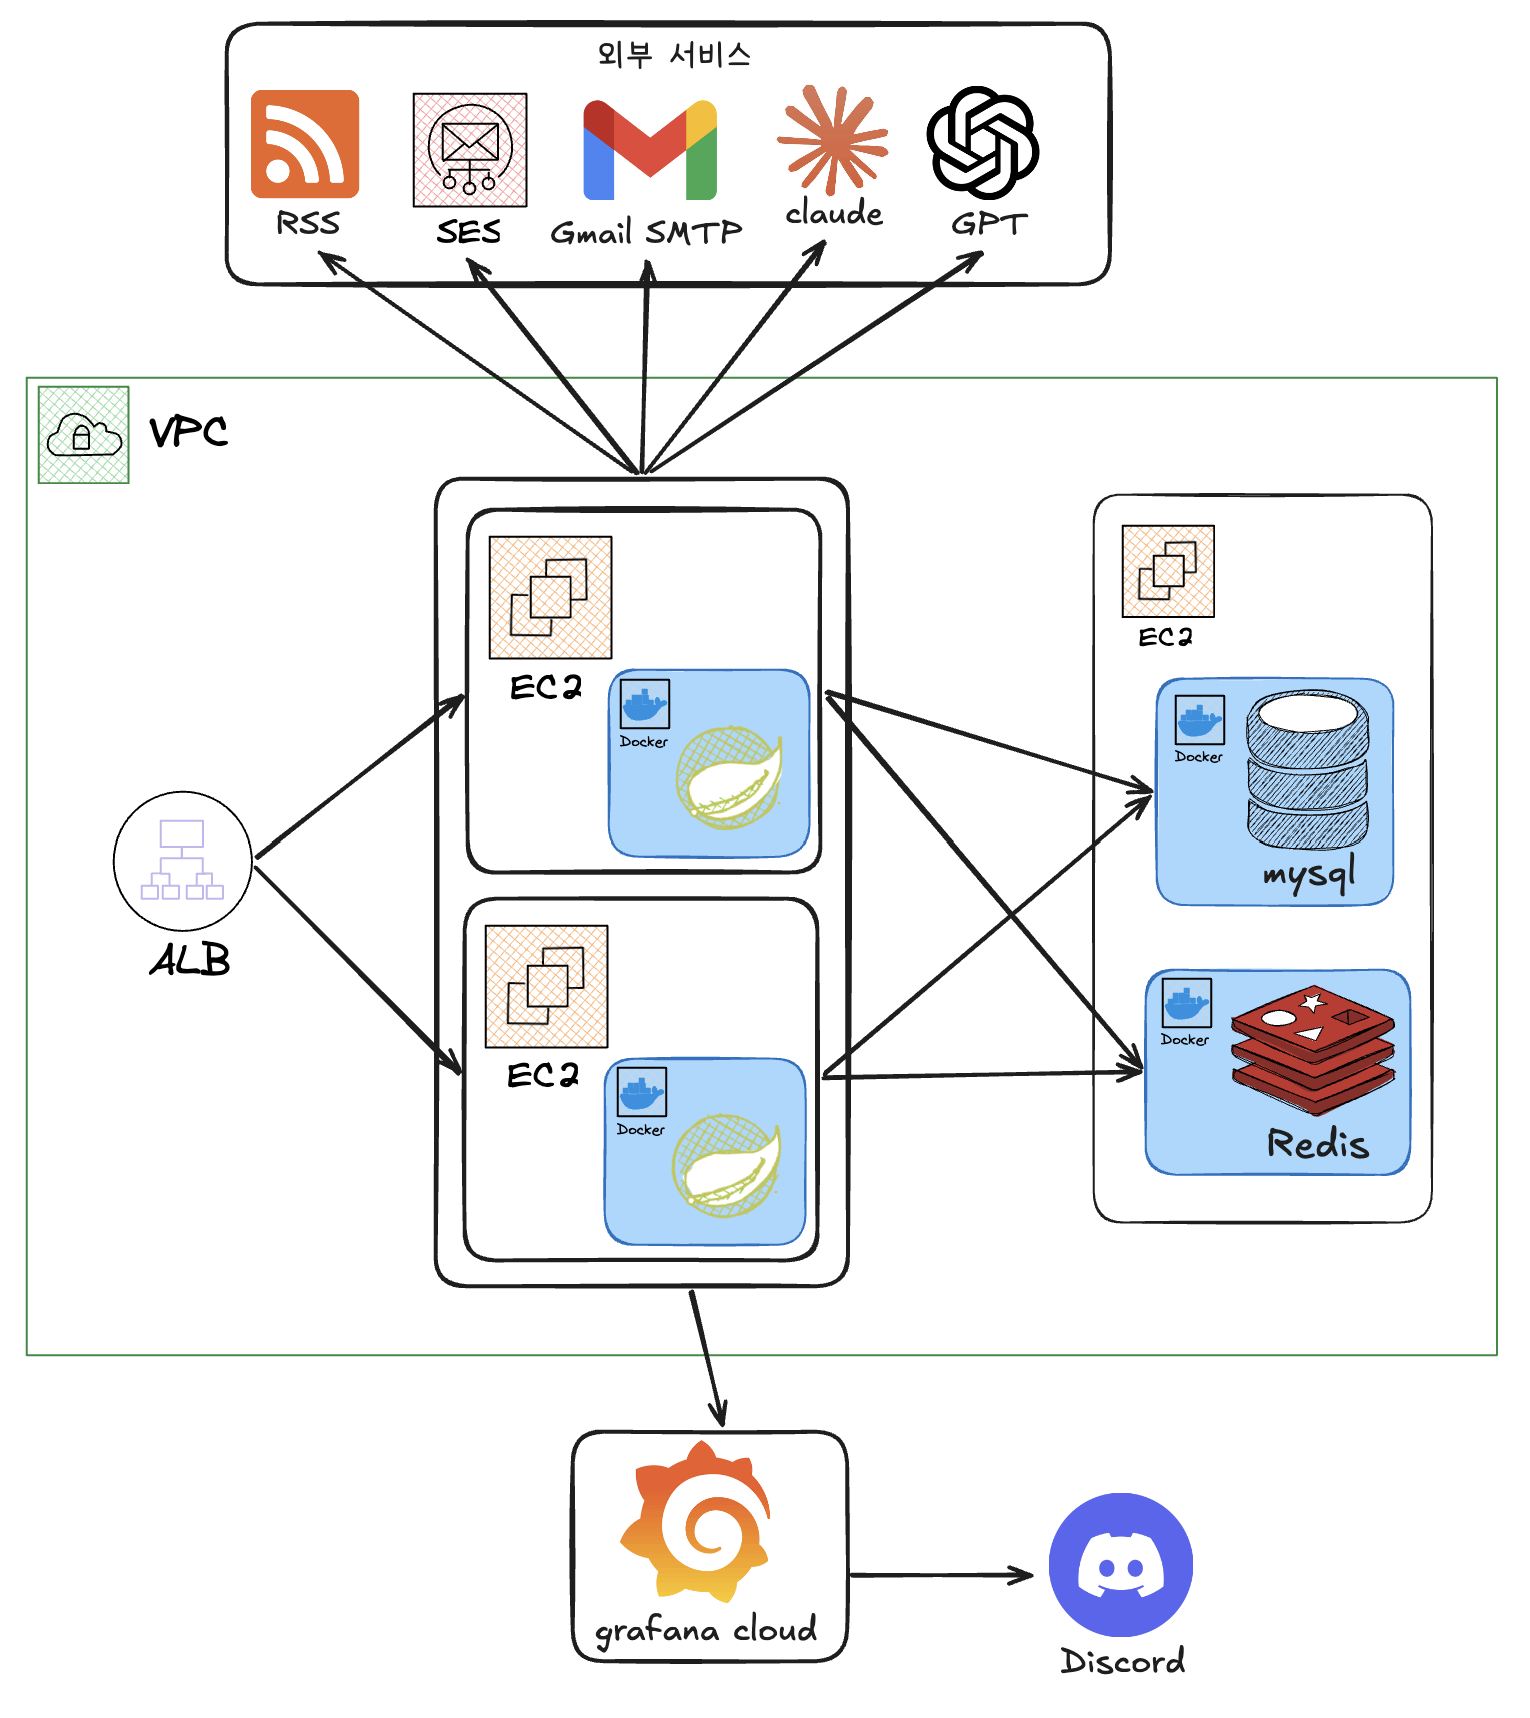 외부 서비스
RSS
SES
Gmail SMTP
claude
GPT
VPC
EC2
Docker
EC2
Docker
ALB
EC2
Docker
mysql
Docker
Redis
grafana cloud
Discord